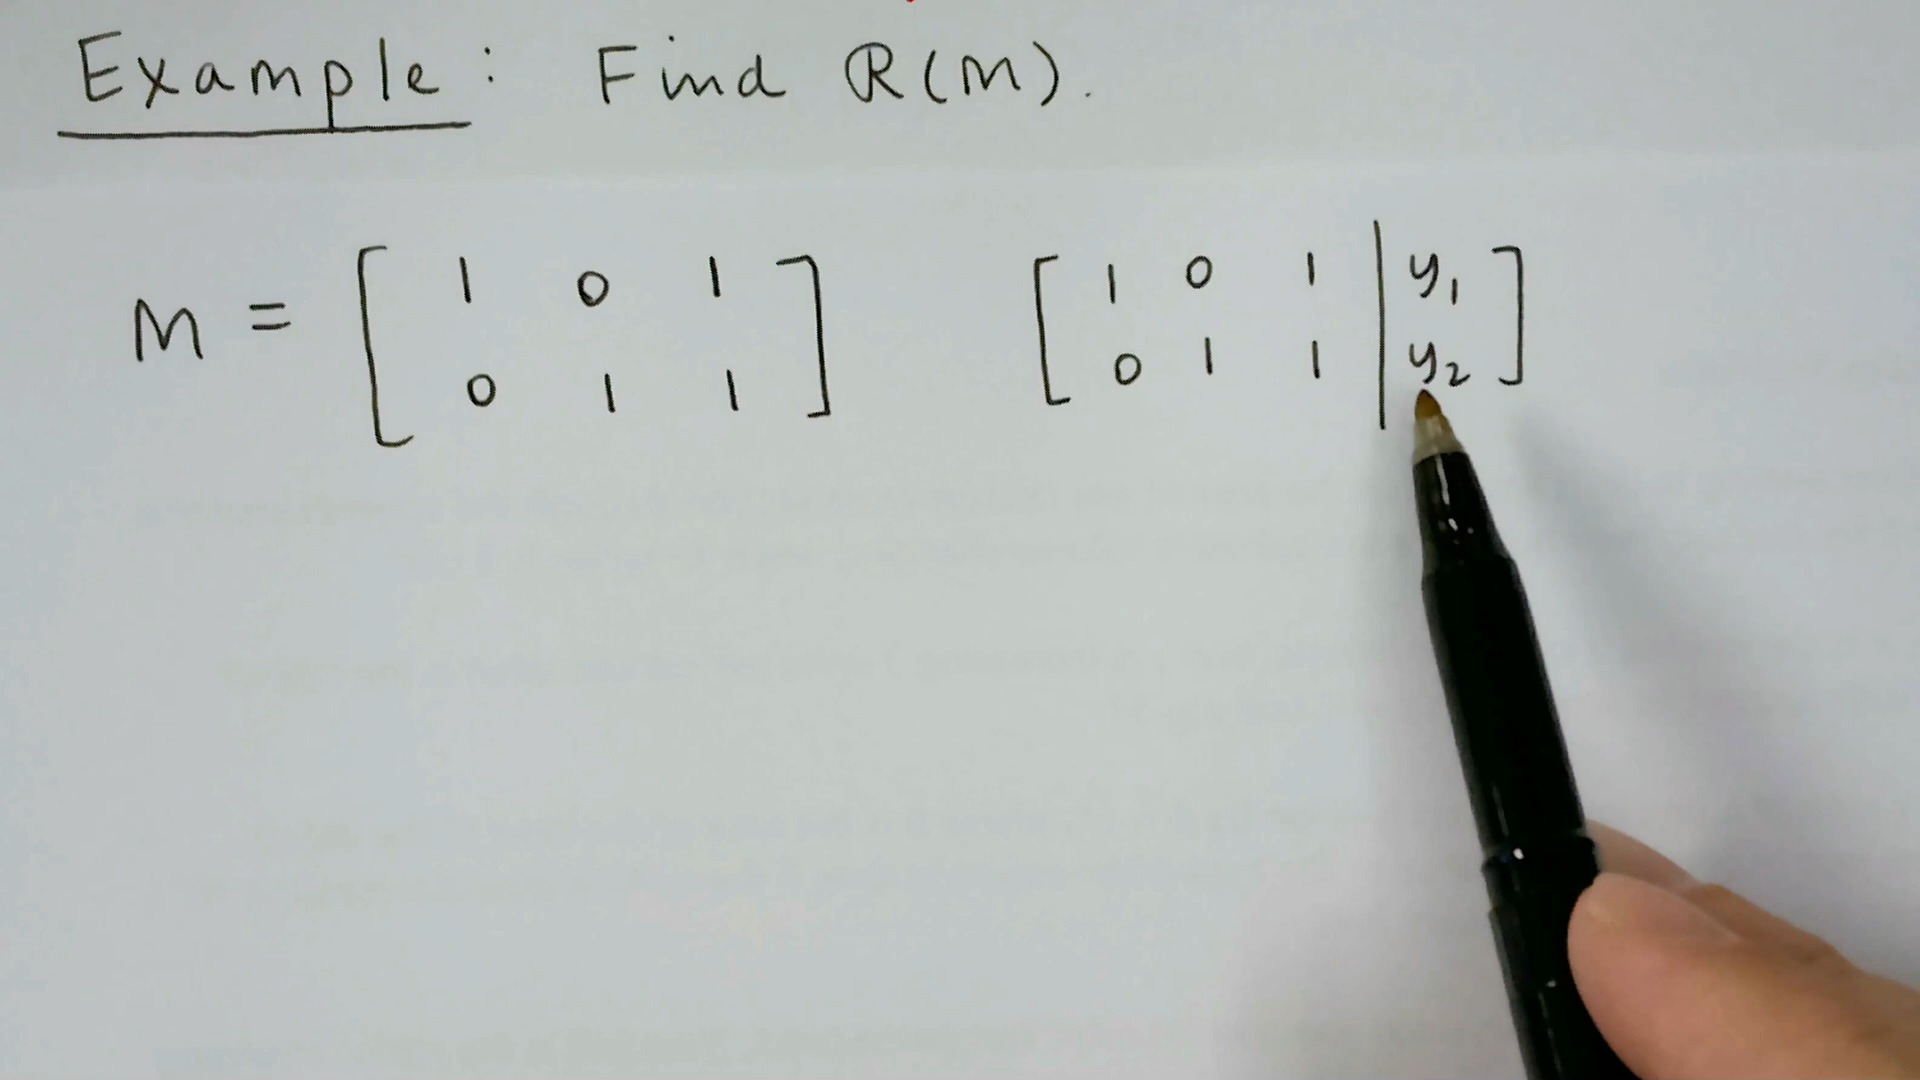 Example: Find R(M).
M = [ 1 0 1 ] [ 1 0 1 | y₁ ]
[ 0 1 1 ] [ 0 1 1 | y₂ ]